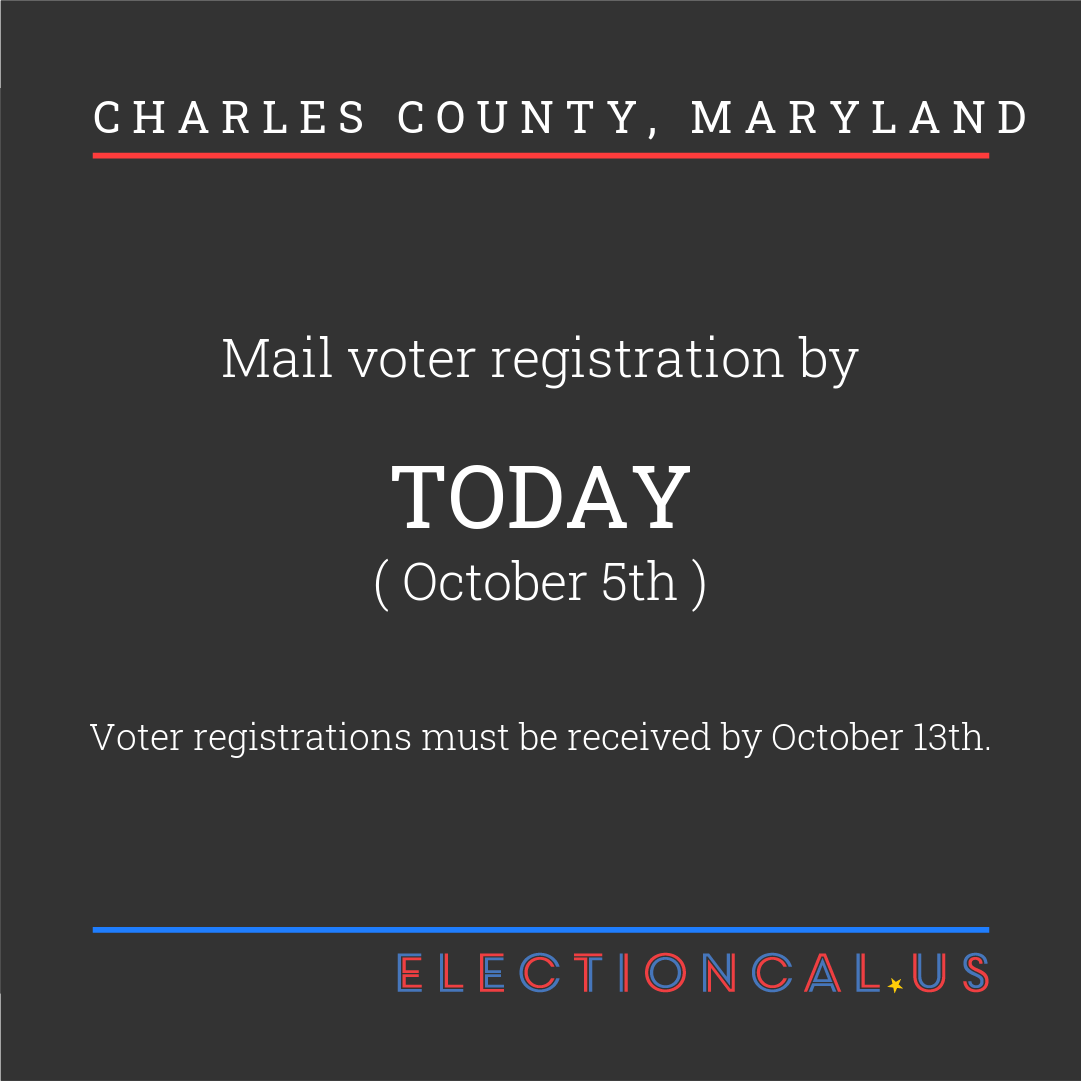 CHARLES COUNTY, MARYLAND
Mail voter registration by
TODAY
( October 5th )
Voter registrations must be received by October 13th.
ELECTIONCAL.US